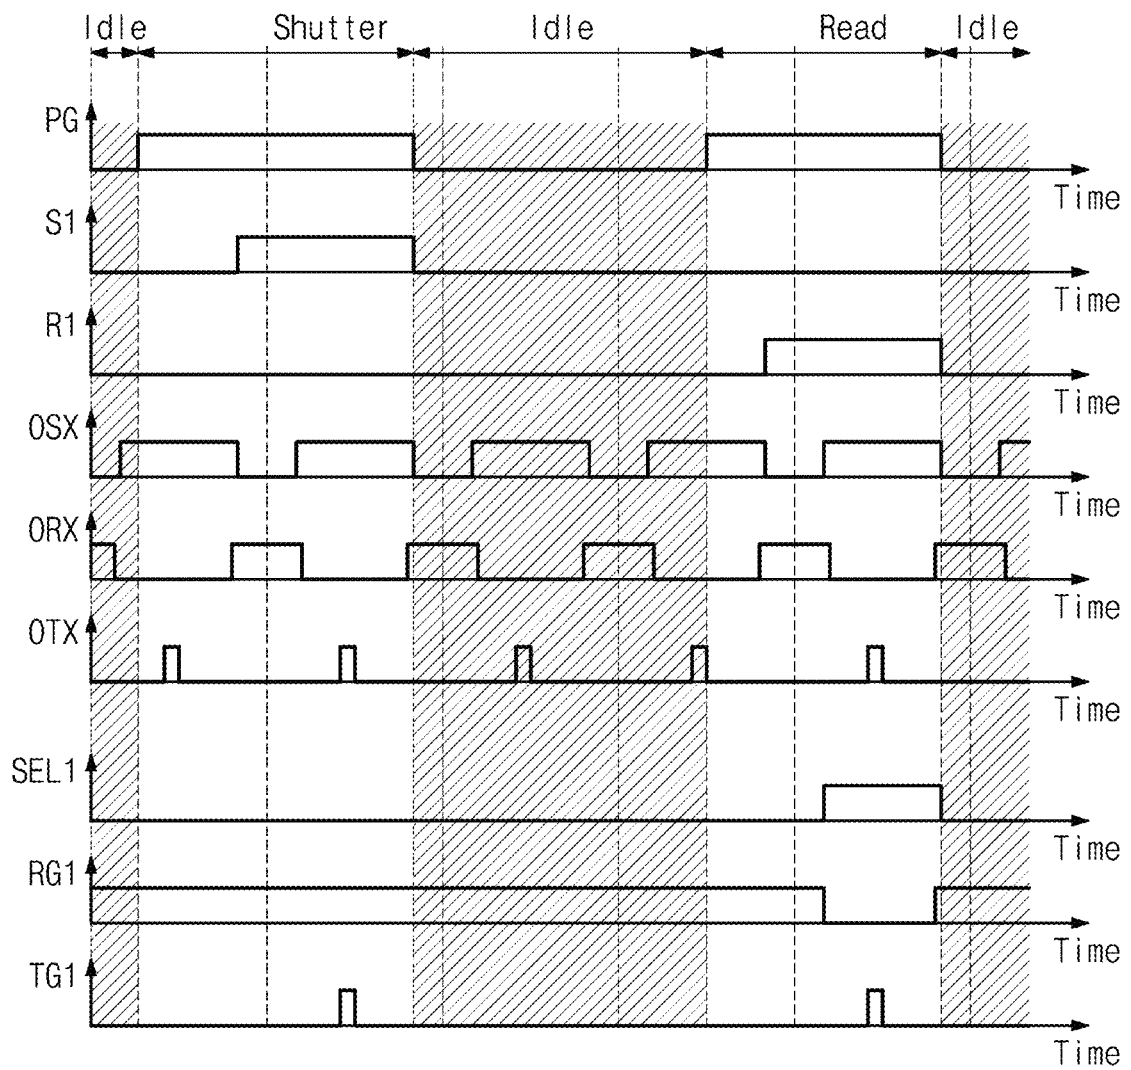 Idle Shutter Idle Read Idle
PG
Time
S1
Time
R1
Time
OSX
Time
ORX
Time
OTX
Time
SEL1
Time
RG1
Time
TG1
Time